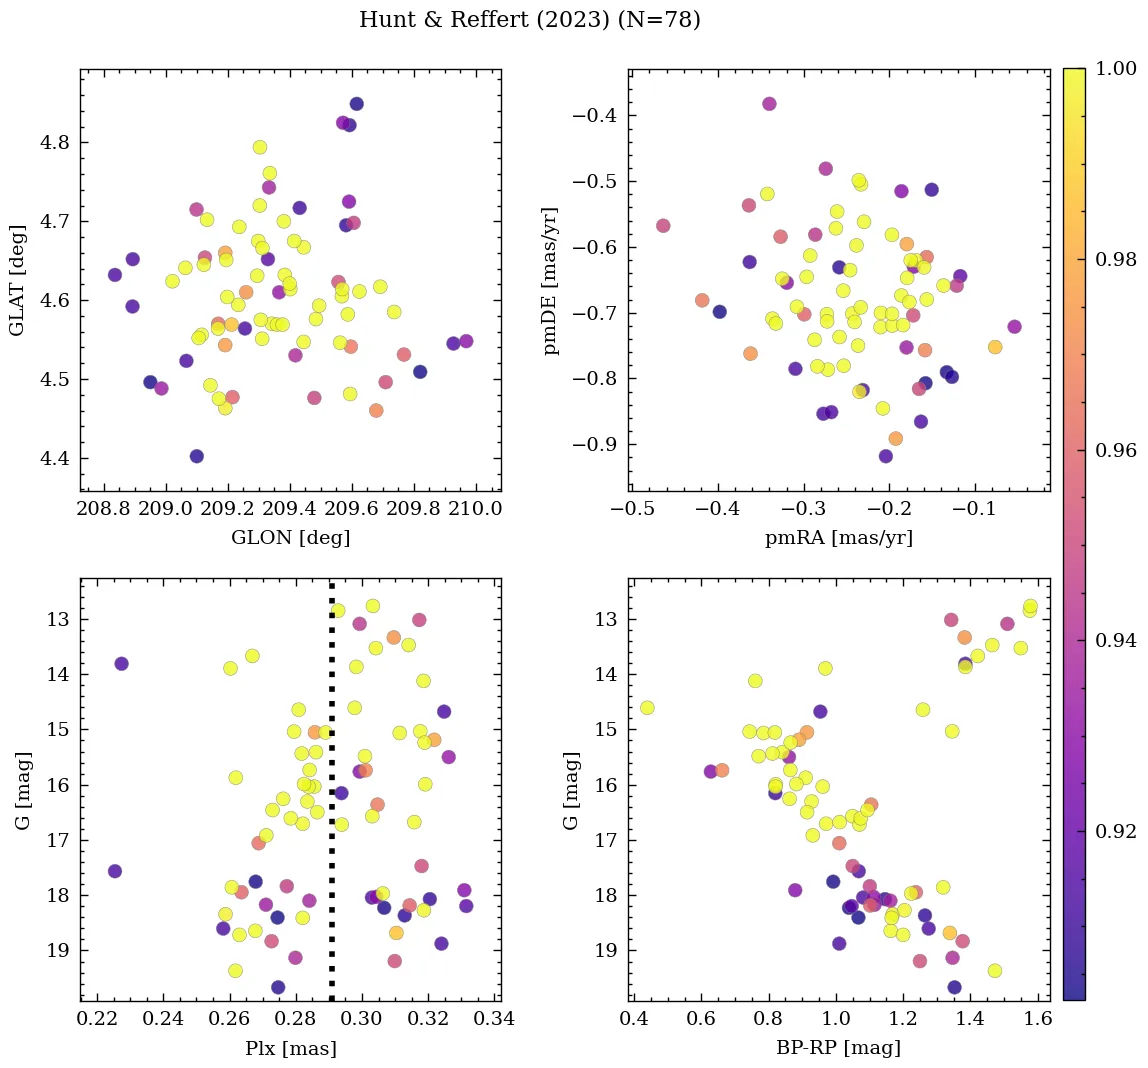 Hunt & Reffert (2023) (N=78)
4.8
4.7
4.6
4.5
4.4
GLAT [deg]
208.8 209.0 209.2 209.4 209.6 209.8 210.0
GLON [deg]
−0.4
−0.5
−0.6
−0.7
−0.8
−0.9
pmDE [mas/yr]
−0.5 −0.4 −0.3 −0.2 −0.1
pmRA [mas/yr]
13
14
15
16
17
18
19
G [mag]
0.22 0.24 0.26 0.28 0.30 0.32 0.34
Plx [mas]
13
14
15
16
17
18
19
G [mag]
0.4 0.6 0.8 1.0 1.2 1.4 1.6
BP-RP [mag]
1.00
0.98
0.96
0.94
0.92